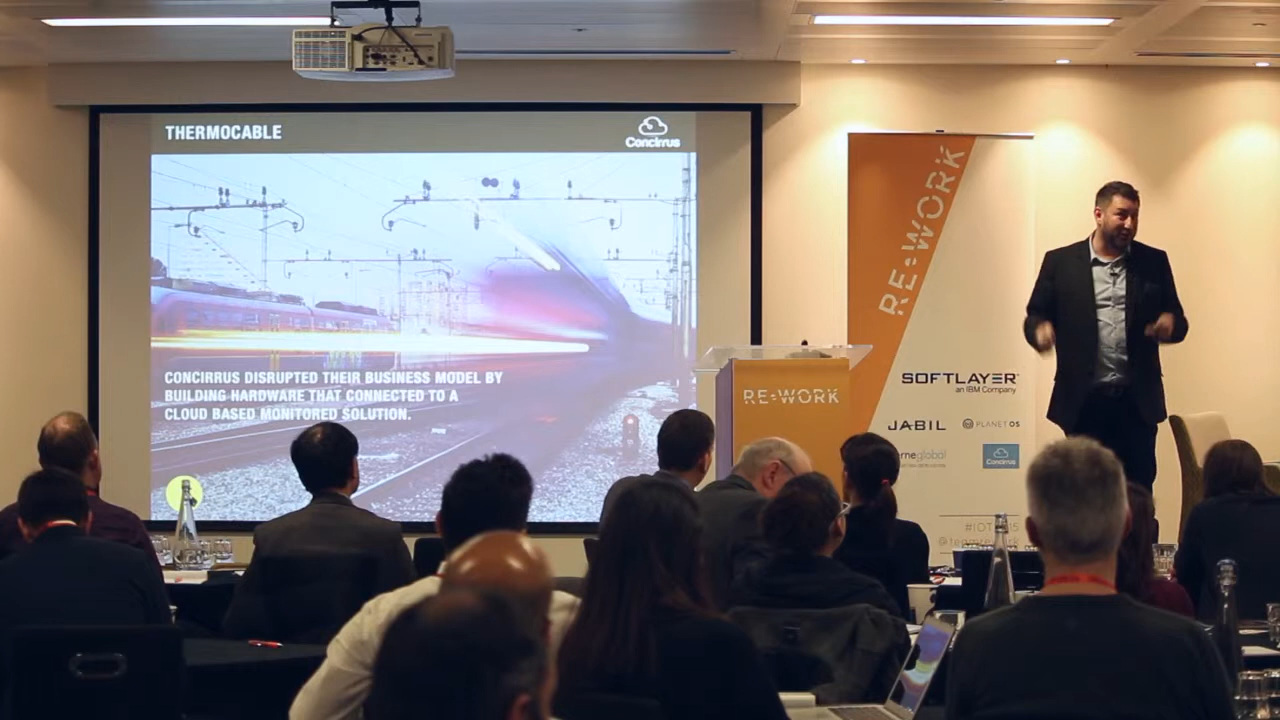 THERMOCABLE
Concirrus
CONCIRRUS DISRUPTED THEIR BUSINESS MODEL BY
BUILDING HARDWARE THAT CONNECTED TO A
CLOUD BASED MONITORED SOLUTION.
RE•WORK
RE•WORK
SOFTLAYER
an IBM Company
JABIL
PLANET OS
Concirrus